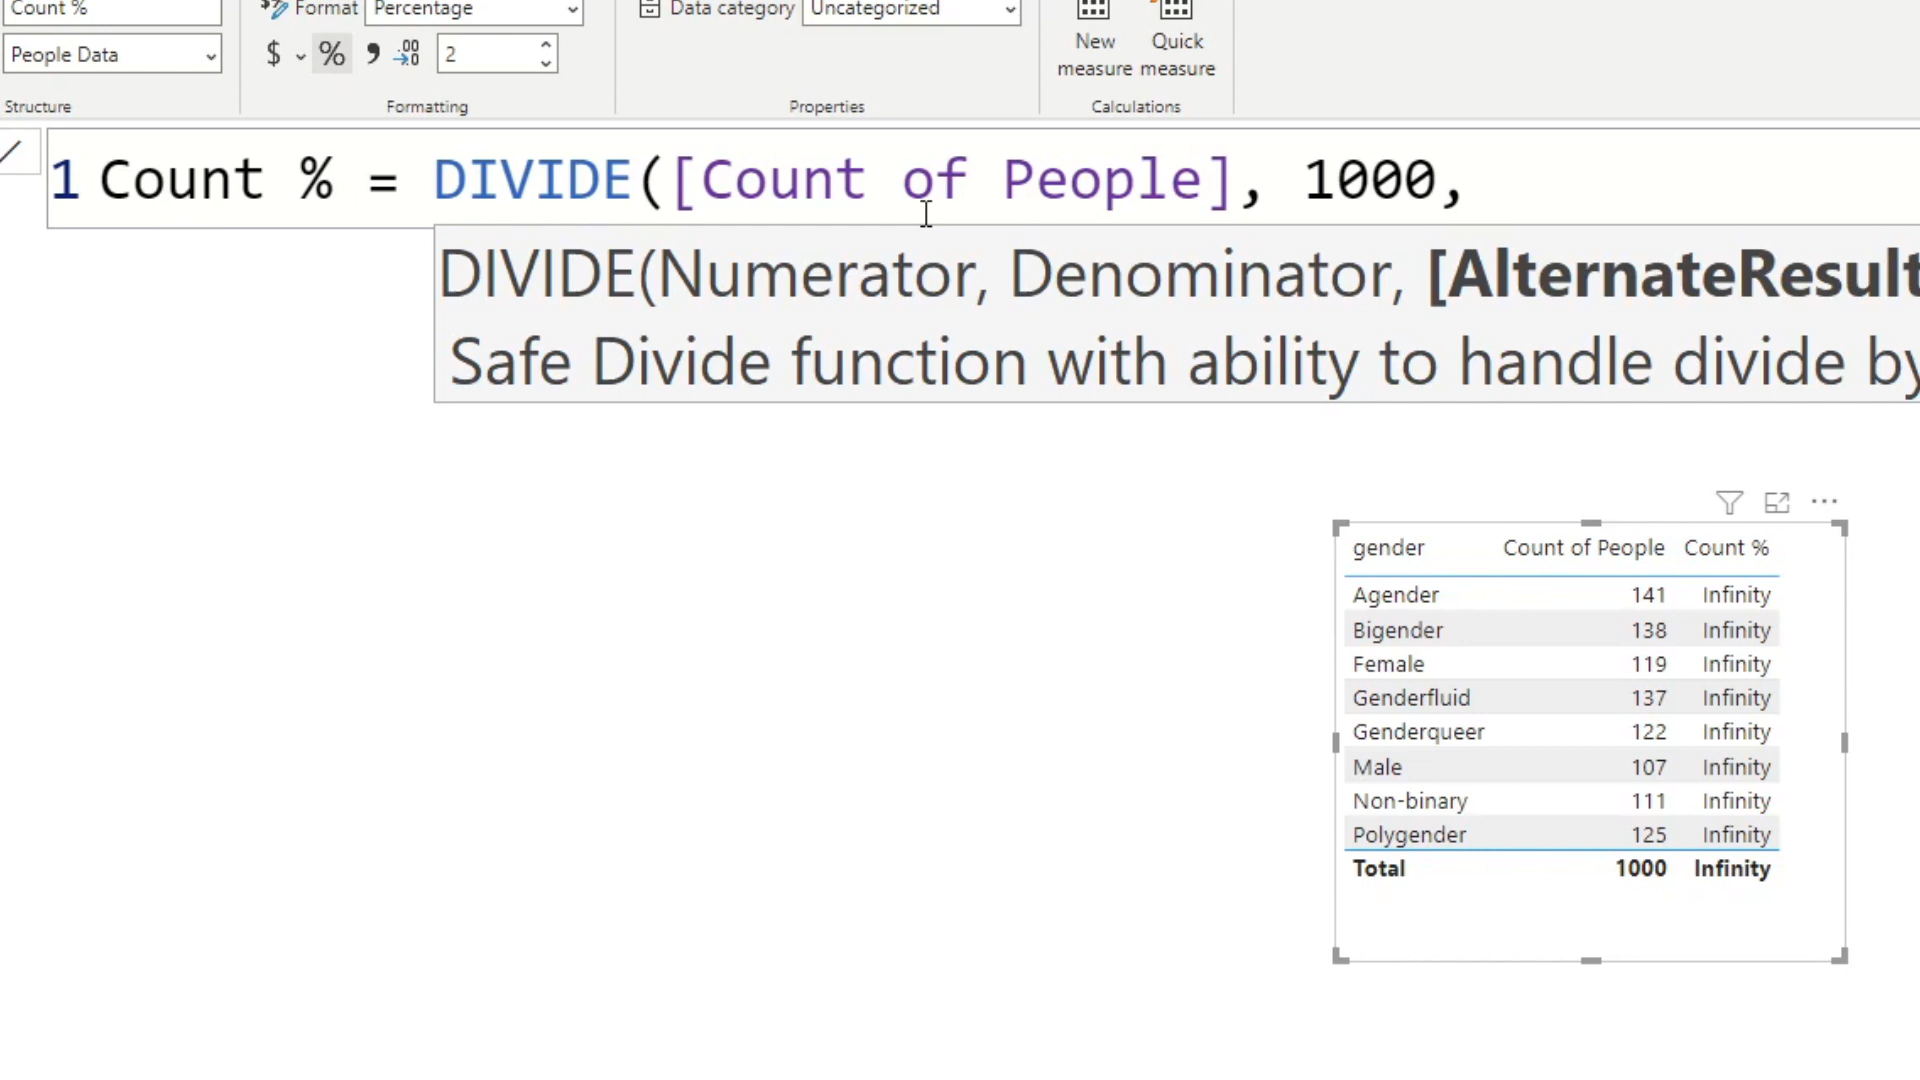 Count %
Format Percentage
Data category Uncategorized
New measure
Quick measure
People Data
$ % 2
Structure
Formatting
Properties
Calculations
1 Count % = DIVIDE([Count of People], 1000,
DIVIDE(Numerator, Denominator, [AlternateResult
Safe Divide function with ability to handle divide by
gender Count of People Count %
Agender 141 Infinity
Bigender 138 Infinity
Female 119 Infinity
Genderfluid 137 Infinity
Genderqueer 122 Infinity
Male 107 Infinity
Non-binary 111 Infinity
Polygender 125 Infinity
Total 1000 Infinity